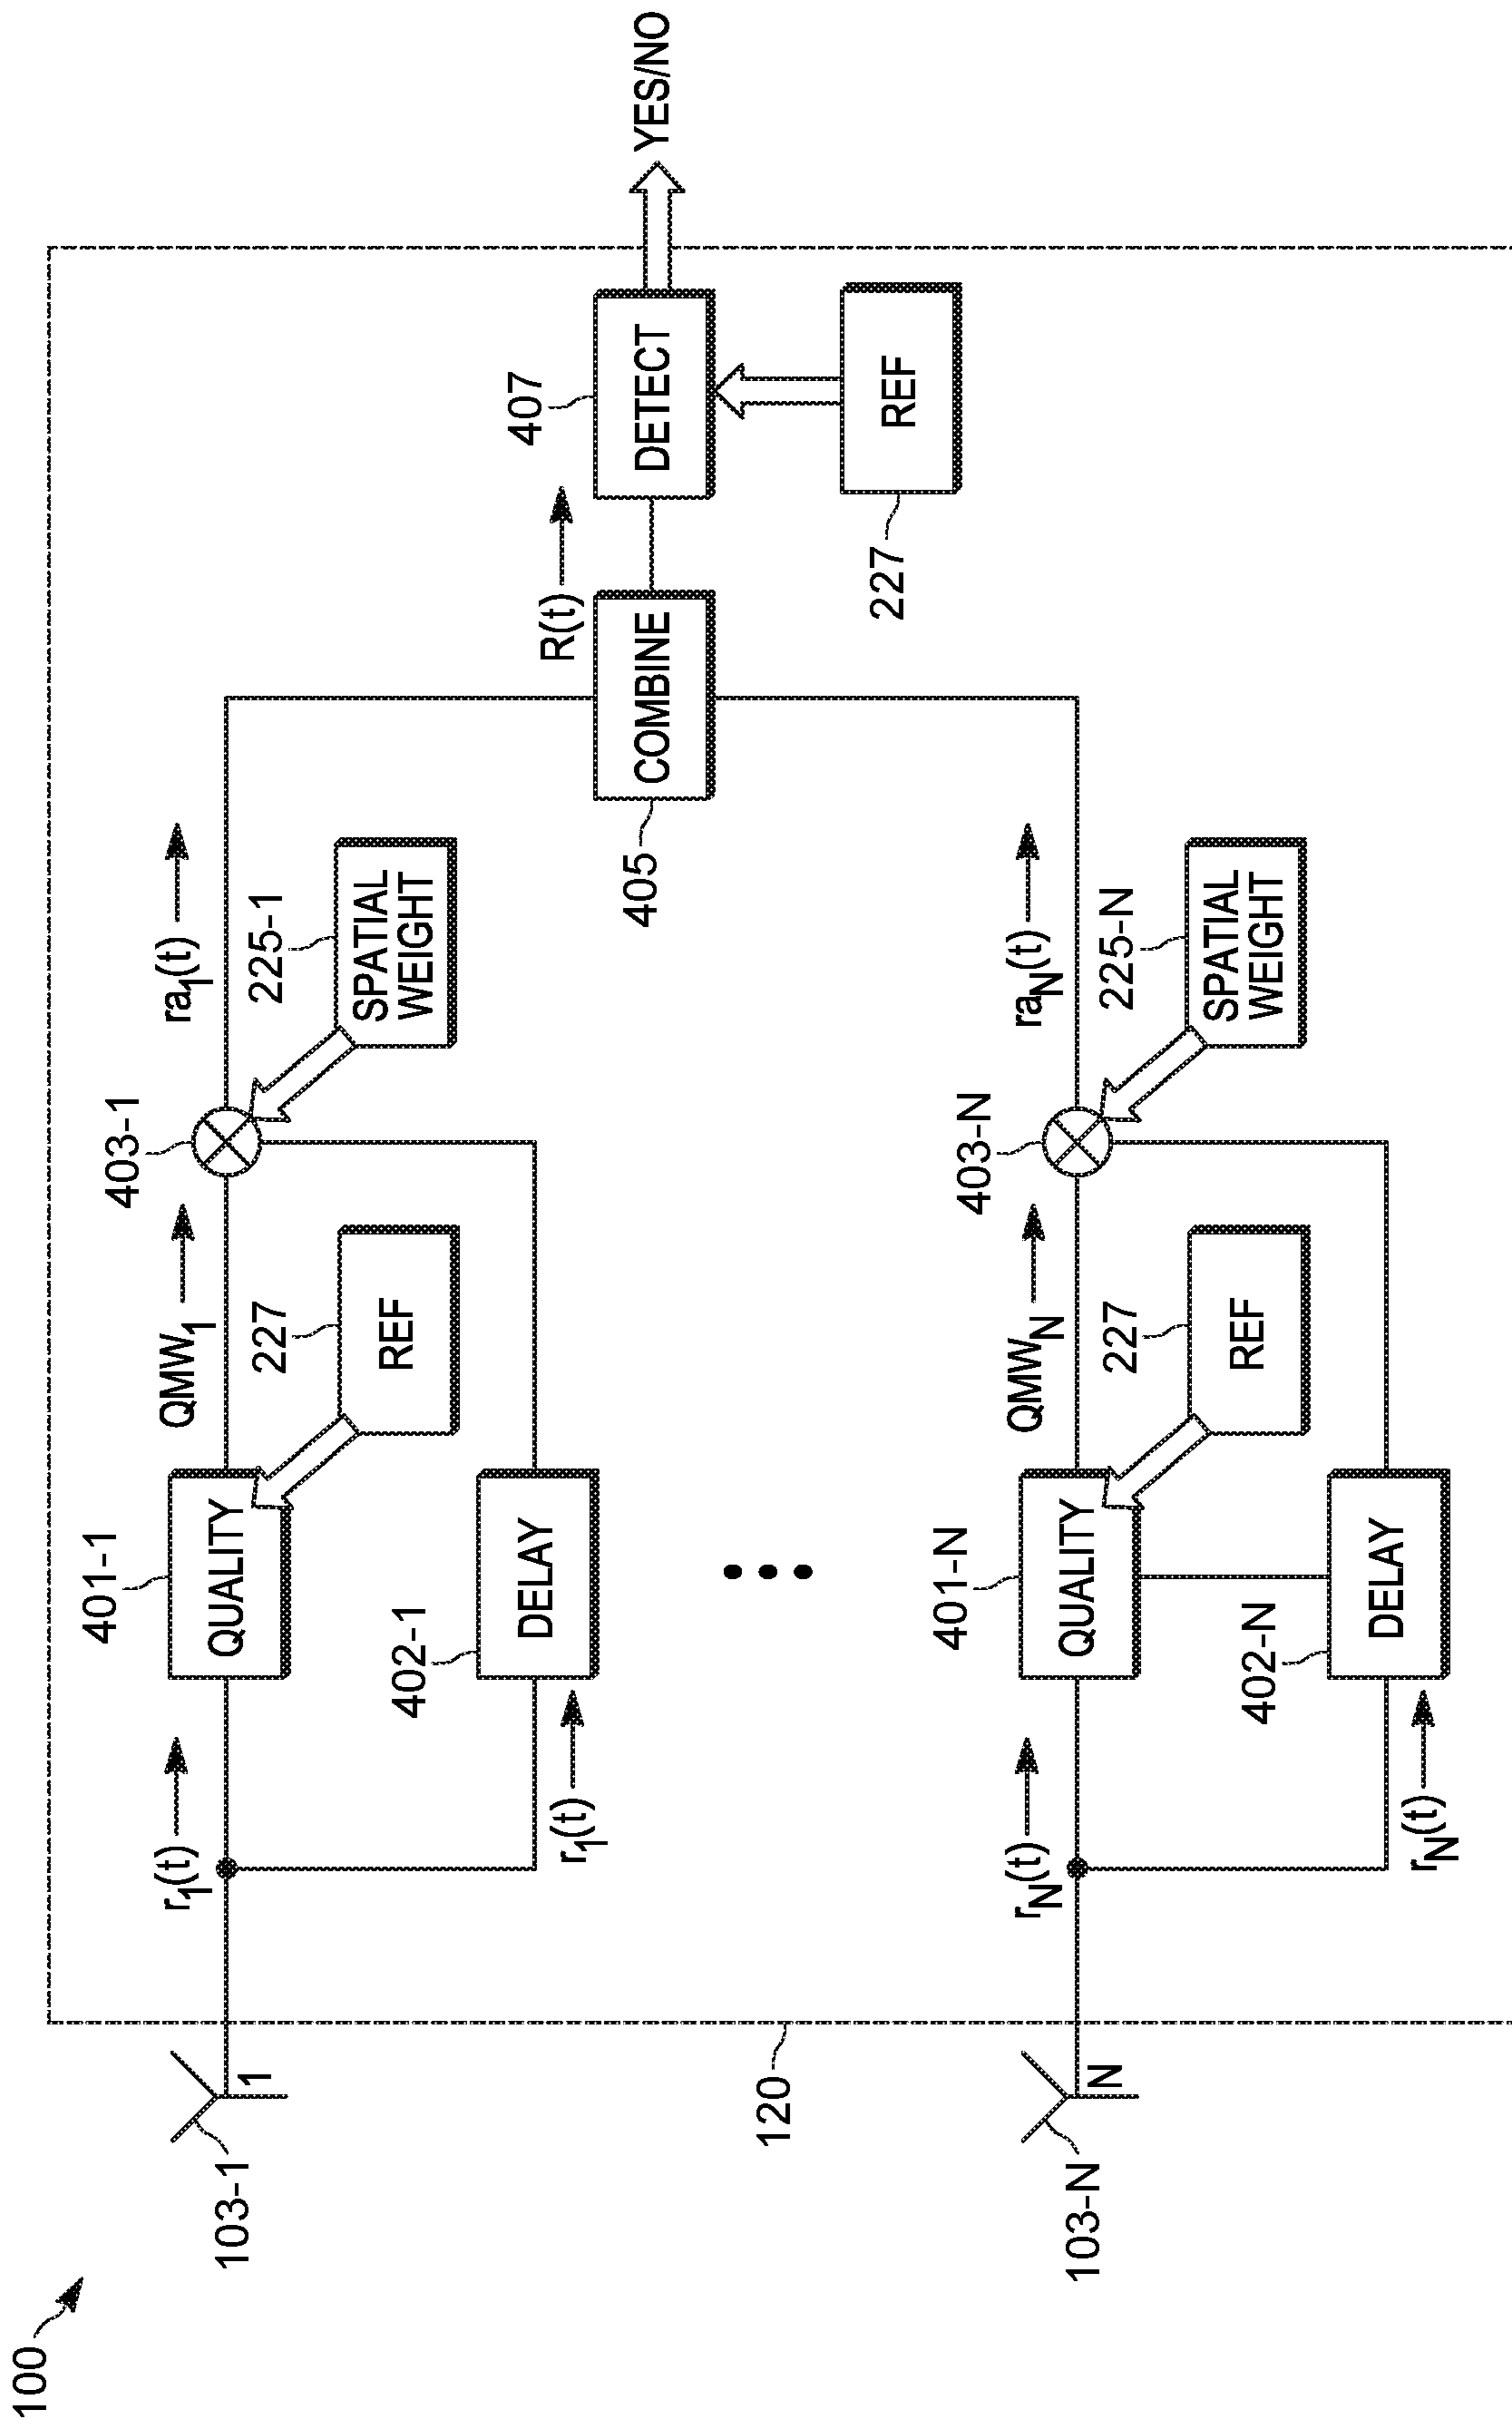 100
103-1
1
r1(t)
r1(t)
401-1
QUALITY
402-1
DELAY
227
REF
QMW1
403-1
225-1
SPATIAL
WEIGHT
ra1(t)
120
103-N
N
rN(t)
rN(t)
401-N
QUALITY
402-N
DELAY
227
REF
QMWN
403-N
225-N
SPATIAL
WEIGHT
raN(t)
405
COMBINE
R(t)
407
DETECT
227
REF
YES/NO